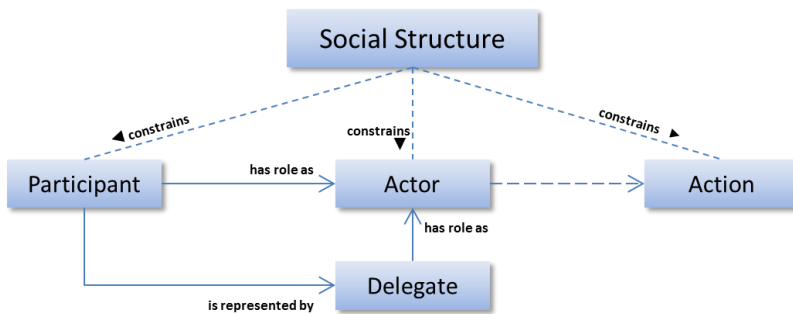 Social Structure
constrains
constrains
constrains
Participant
has role as
Actor
Action
has role as
is represented by
Delegate